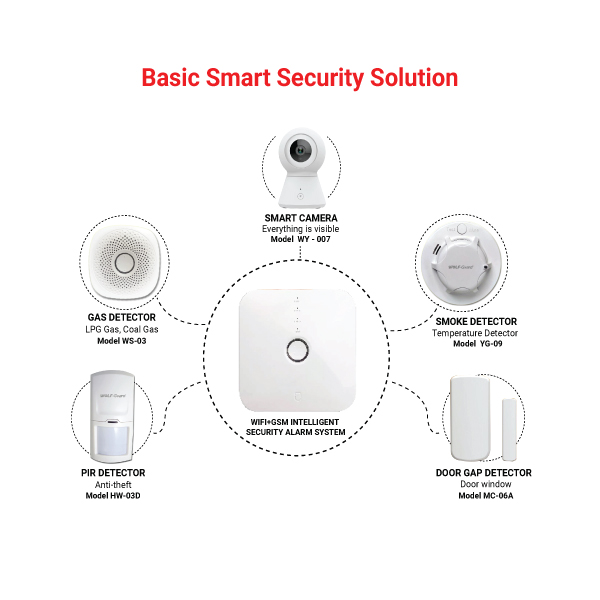 Basic Smart Security Solution
SMART CAMERA
Everything is visible
Model WY - 007
GAS DETECTOR
LPG Gas, Coal Gas
Model WS-03
WOLF-Guard
SMOKE DETECTOR
Temperature Detector
Model YG-09
WIFI+GSM INTELLIGENT
SECURITY ALARM SYSTEM
WOLF-Guard
PIR DETECTOR
Anti-theft
Model HW-03D
DOOR GAP DETECTOR
Door window
Model MC-06A